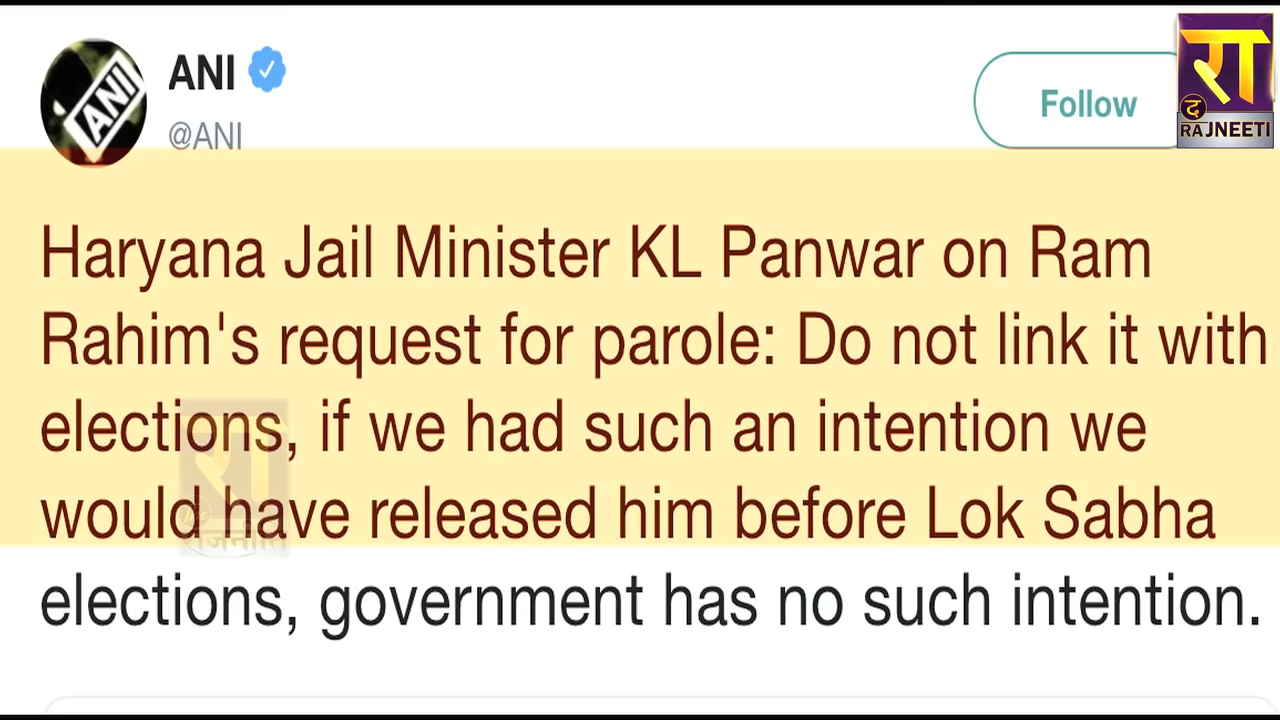 ANI
@ANI
Follow
रा
द
RAJNEETI
ANI
Haryana Jail Minister KL Panwar on Ram
Rahim's request for parole: Do not link it with
elections, if we had such an intention we
would have released him before Lok Sabha
elections, government has no such intention.
रा
राजनीति